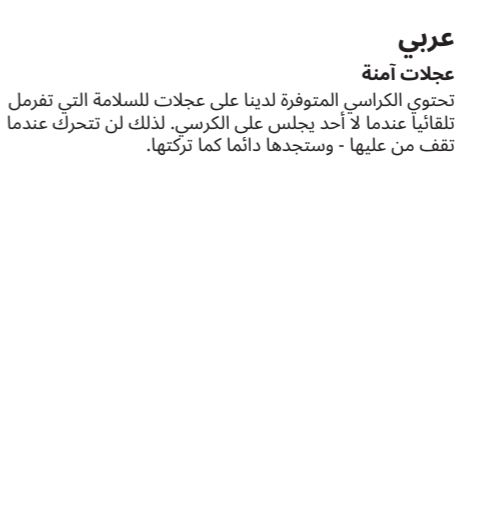 عربي
عجلات آمنة
تحتوي الكراسي المتوفرة لدينا على عجلات للسلامة التي تفرمل
تلقائياً عندما لا أحد يجلس على الكرسي. لذلك لن تتحرك عندما
تقف من عليها - وستجدها دائما كما تركتها.